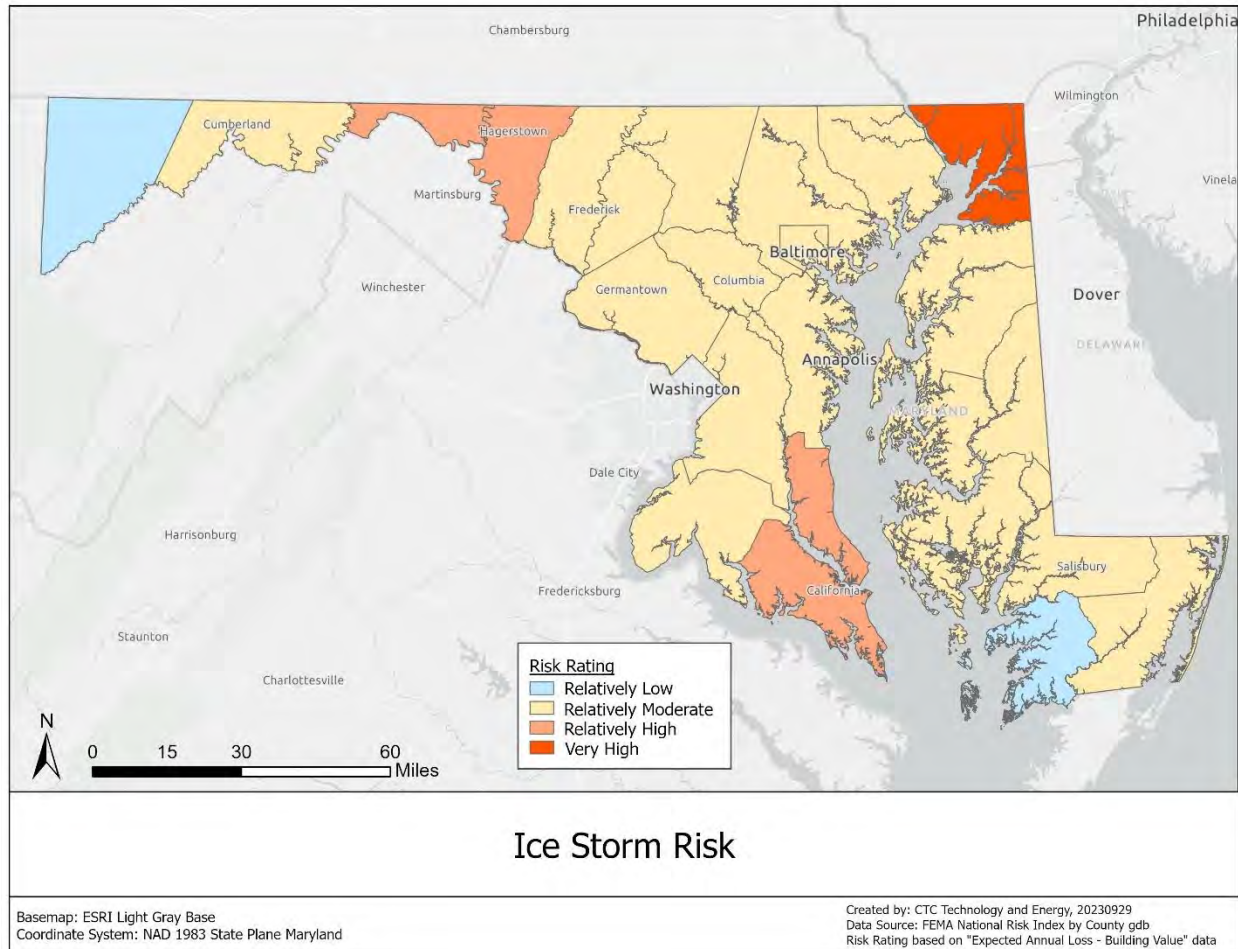 Philadelphia
Chambersburg
Wilmington
Cumberland
Hagerstown
Martinsburg
Vinela
Frederick
Baltimore
Columbia
Winchester
Germantown
Dover
DELAWARE
Annapolis
Washington
MARYLAND
Dale City
Harrisonburg
Salisbury
Fredericksburg
California
Staunton
Charlottesville
Risk Rating
Relatively Low
Relatively Moderate
Relatively High
Very High
N
0 15 30 60
Miles
Ice Storm Risk
Basemap: ESRI Light Gray Base
Coordinate System: NAD 1983 State Plane Maryland
Created by: CTC Technology and Energy, 20230929
Data Source: FEMA National Risk Index by County gdb
Risk Rating based on "Expected Annual Loss - Building Value" data